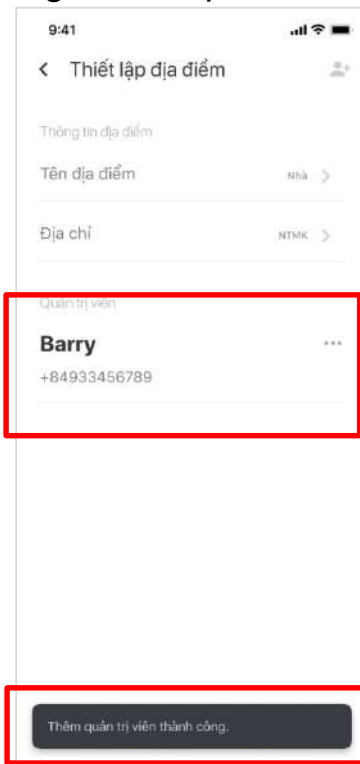 9:41
Thiết lập địa điểm
Thông tin địa điểm
Tên địa điểm Nhà
Địa chỉ NTMK
Quản trị viên
Barry
+84933456789
Thêm quản trị viên thành công.